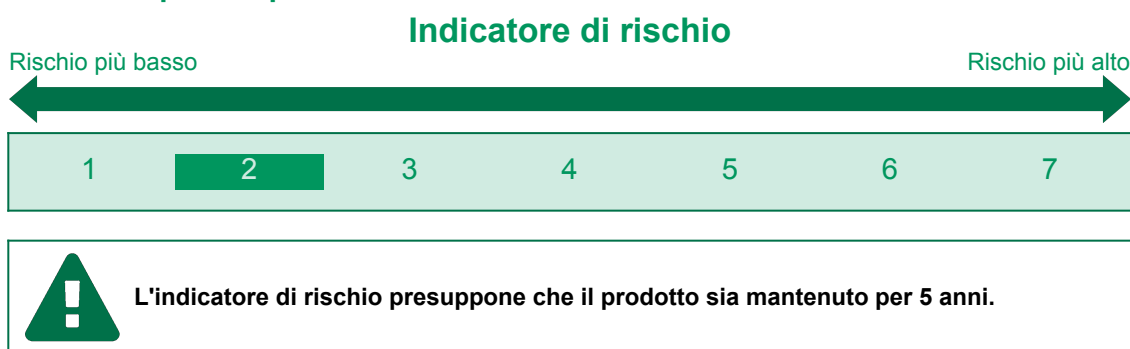 Indicatore di rischio
Rischio più basso Rischio più alto
1 2 3 4 5 6 7
L'indicatore di rischio presuppone che il prodotto sia mantenuto per 5 anni.